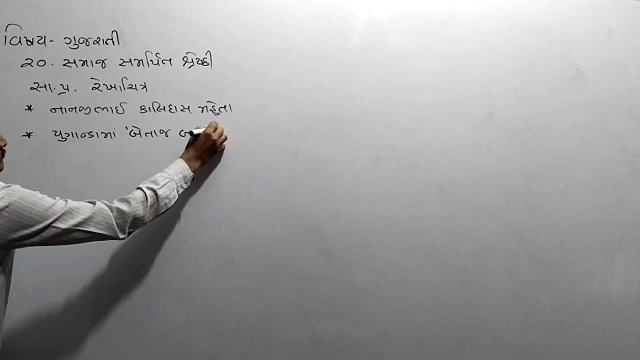 વિષય- ગુજરાતી
૨૦. સમાજ સમર્પિત શ્રેષ્ઠી
સા.પ્ર. રેખાચિત્ર
* નાનજીભાઈ કાલિદાસ મહેતા
* યુગાન્ડામાં 'બેતાજ બ